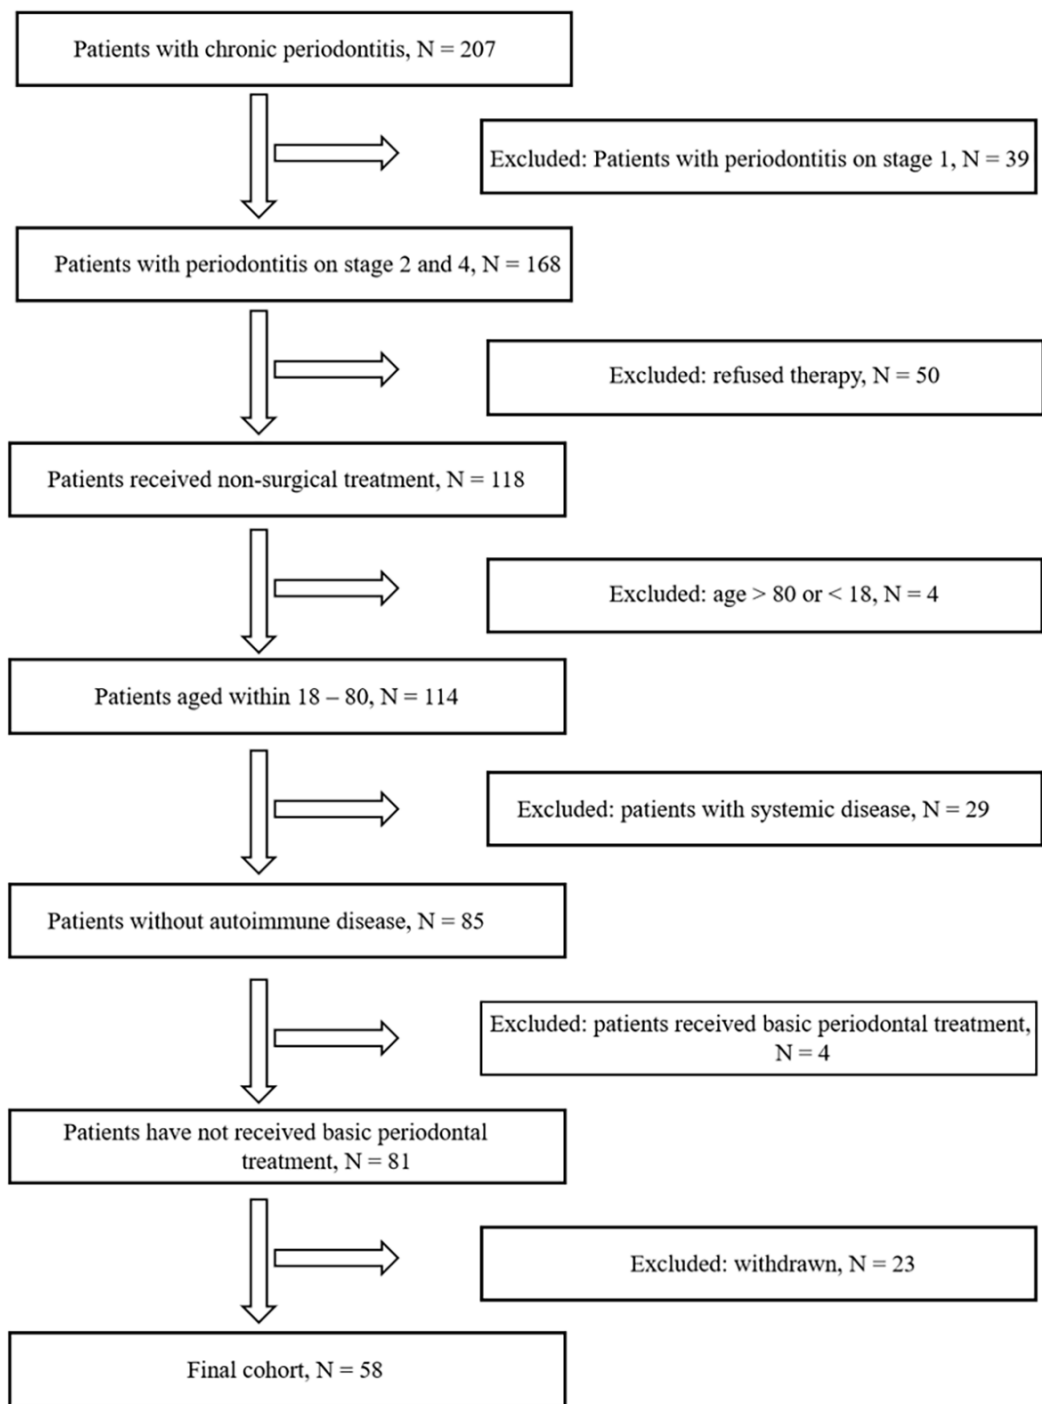 Patients with chronic periodontitis, N = 207
Excluded: Patients with periodontitis on stage 1, N = 39
Patients with periodontitis on stage 2 and 4, N = 168
Excluded: refused therapy, N = 50
Patients received non-surgical treatment, N = 118
Excluded: age > 80 or < 18, N = 4
Patients aged within 18 – 80, N = 114
Excluded: patients with systemic disease, N = 29
Patients without autoimmune disease, N = 85
Excluded: patients received basic periodontal treatment,
N = 4
Patients have not received basic periodontal
treatment, N = 81
Excluded: withdrawn, N = 23
Final cohort, N = 58